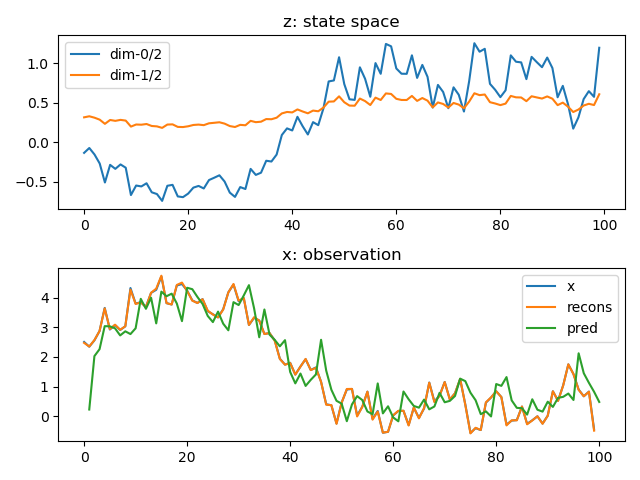 z: state space
dim-0/2
dim-1/2
1.0
0.5
0.0
−0.5
0 20 40 60 80 100
x: observation
x
recons
pred
4
3
2
1
0
0 20 40 60 80 100